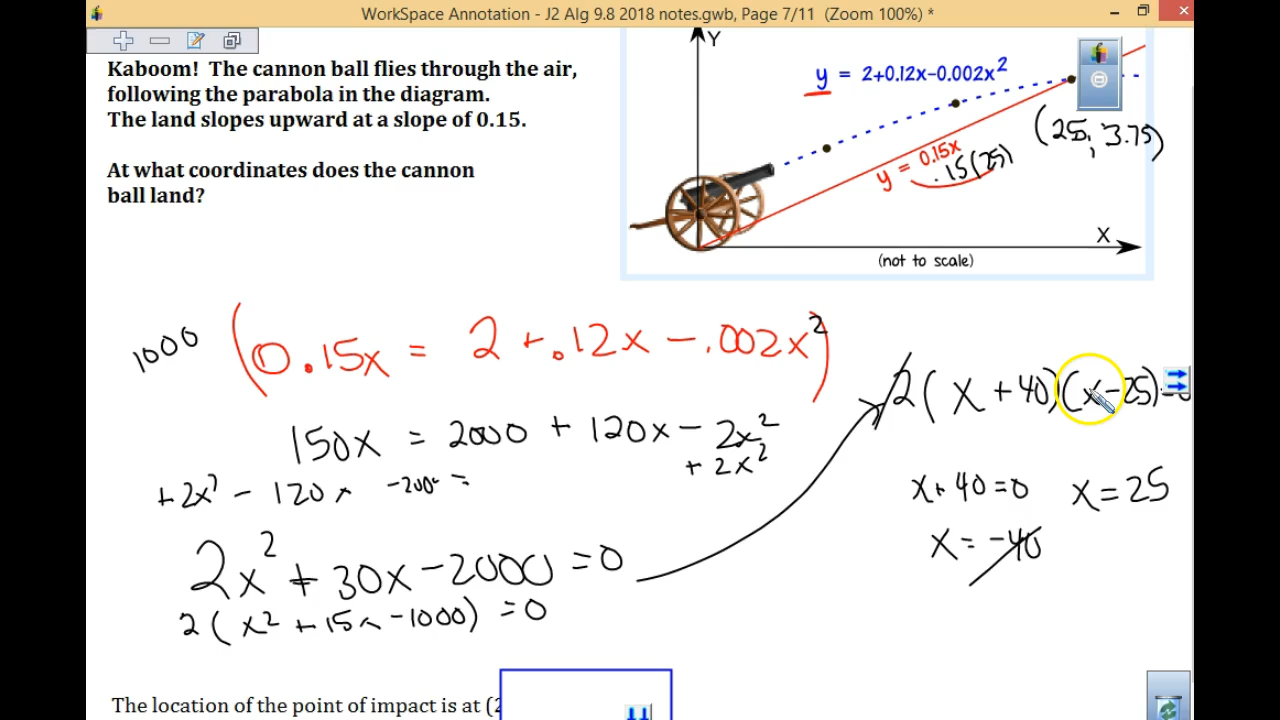 WorkSpace Annotation - J2 Alg 9.8 2018 notes.gwb, Page 7/11 (Zoom 100%) *
Kaboom! The cannon ball flies through the air,
following the parabola in the diagram.
The land slopes upward at a slope of 0.15.
At what coordinates does the cannon
ball land?
Y
y = 2+0.12x-0.002x²
(25, 3.75)
y = 0.15x
.15(25)
X
(not to scale)
1000 (0.15x = 2 + .12x - .002x²)
150x = 2000 + 120x - 2x²
+ 2x²
+2x² - 120x -2000 =
2x² + 30x - 2000 = 0
2(x² + 15x - 1000) = 0
2(x + 40)(x - 25) = 0
x + 40 = 0 x = 25
x = -40
The location of the point of impact is at (2